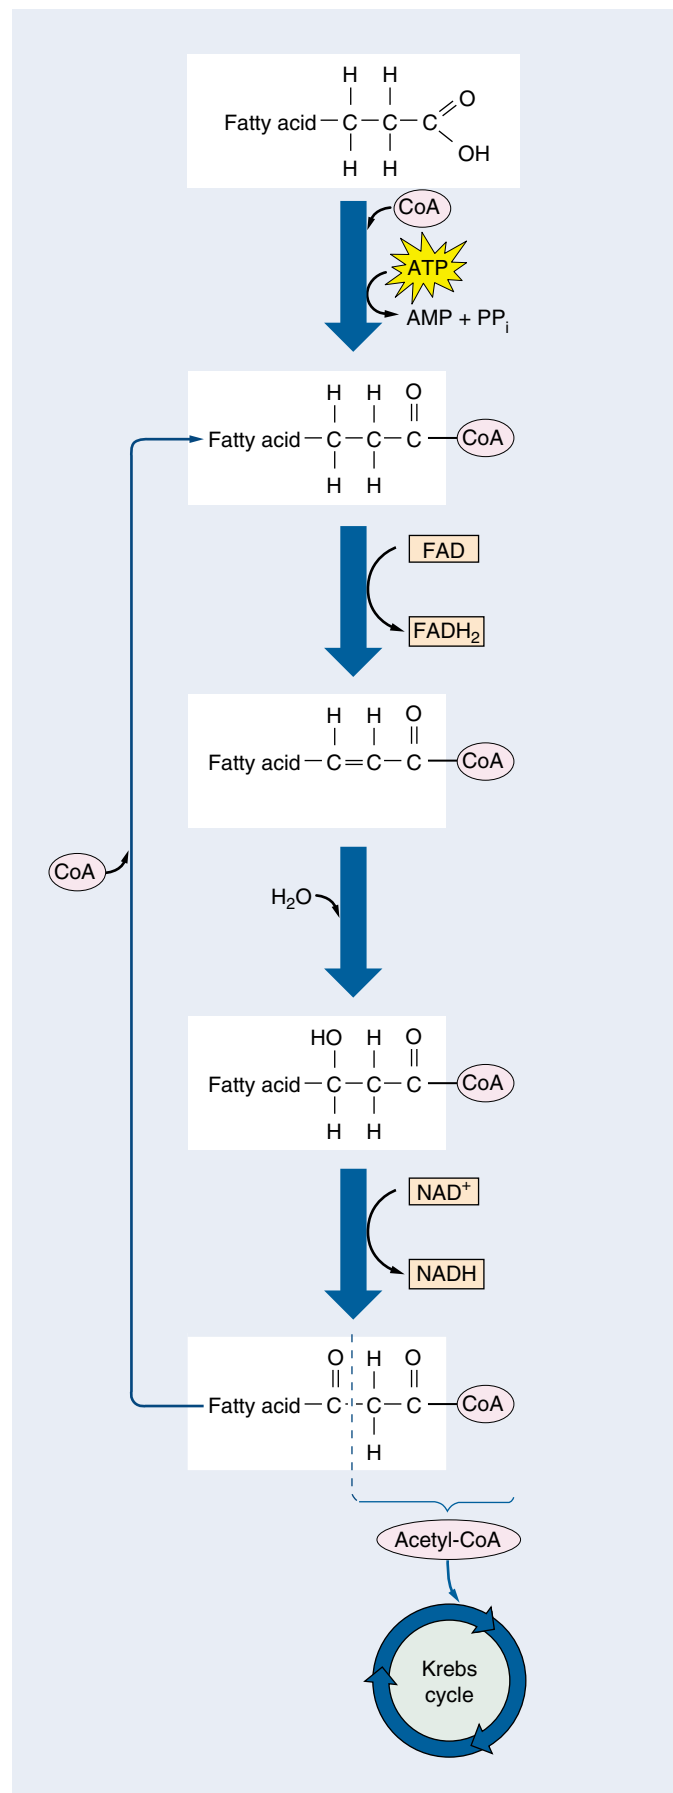 H H
O
Fatty acid C C C
OH
H H
CoA
ATP
AMP + PPi
H H O
Fatty acid C C C CoA
H H
FAD
FADH2
H H O
Fatty acid C C C CoA
CoA
H2O
HO H O
Fatty acid C C C CoA
H H
NAD+
NADH
O H O
Fatty acid C C C CoA
H
Acetyl-CoA
Krebs
cycle